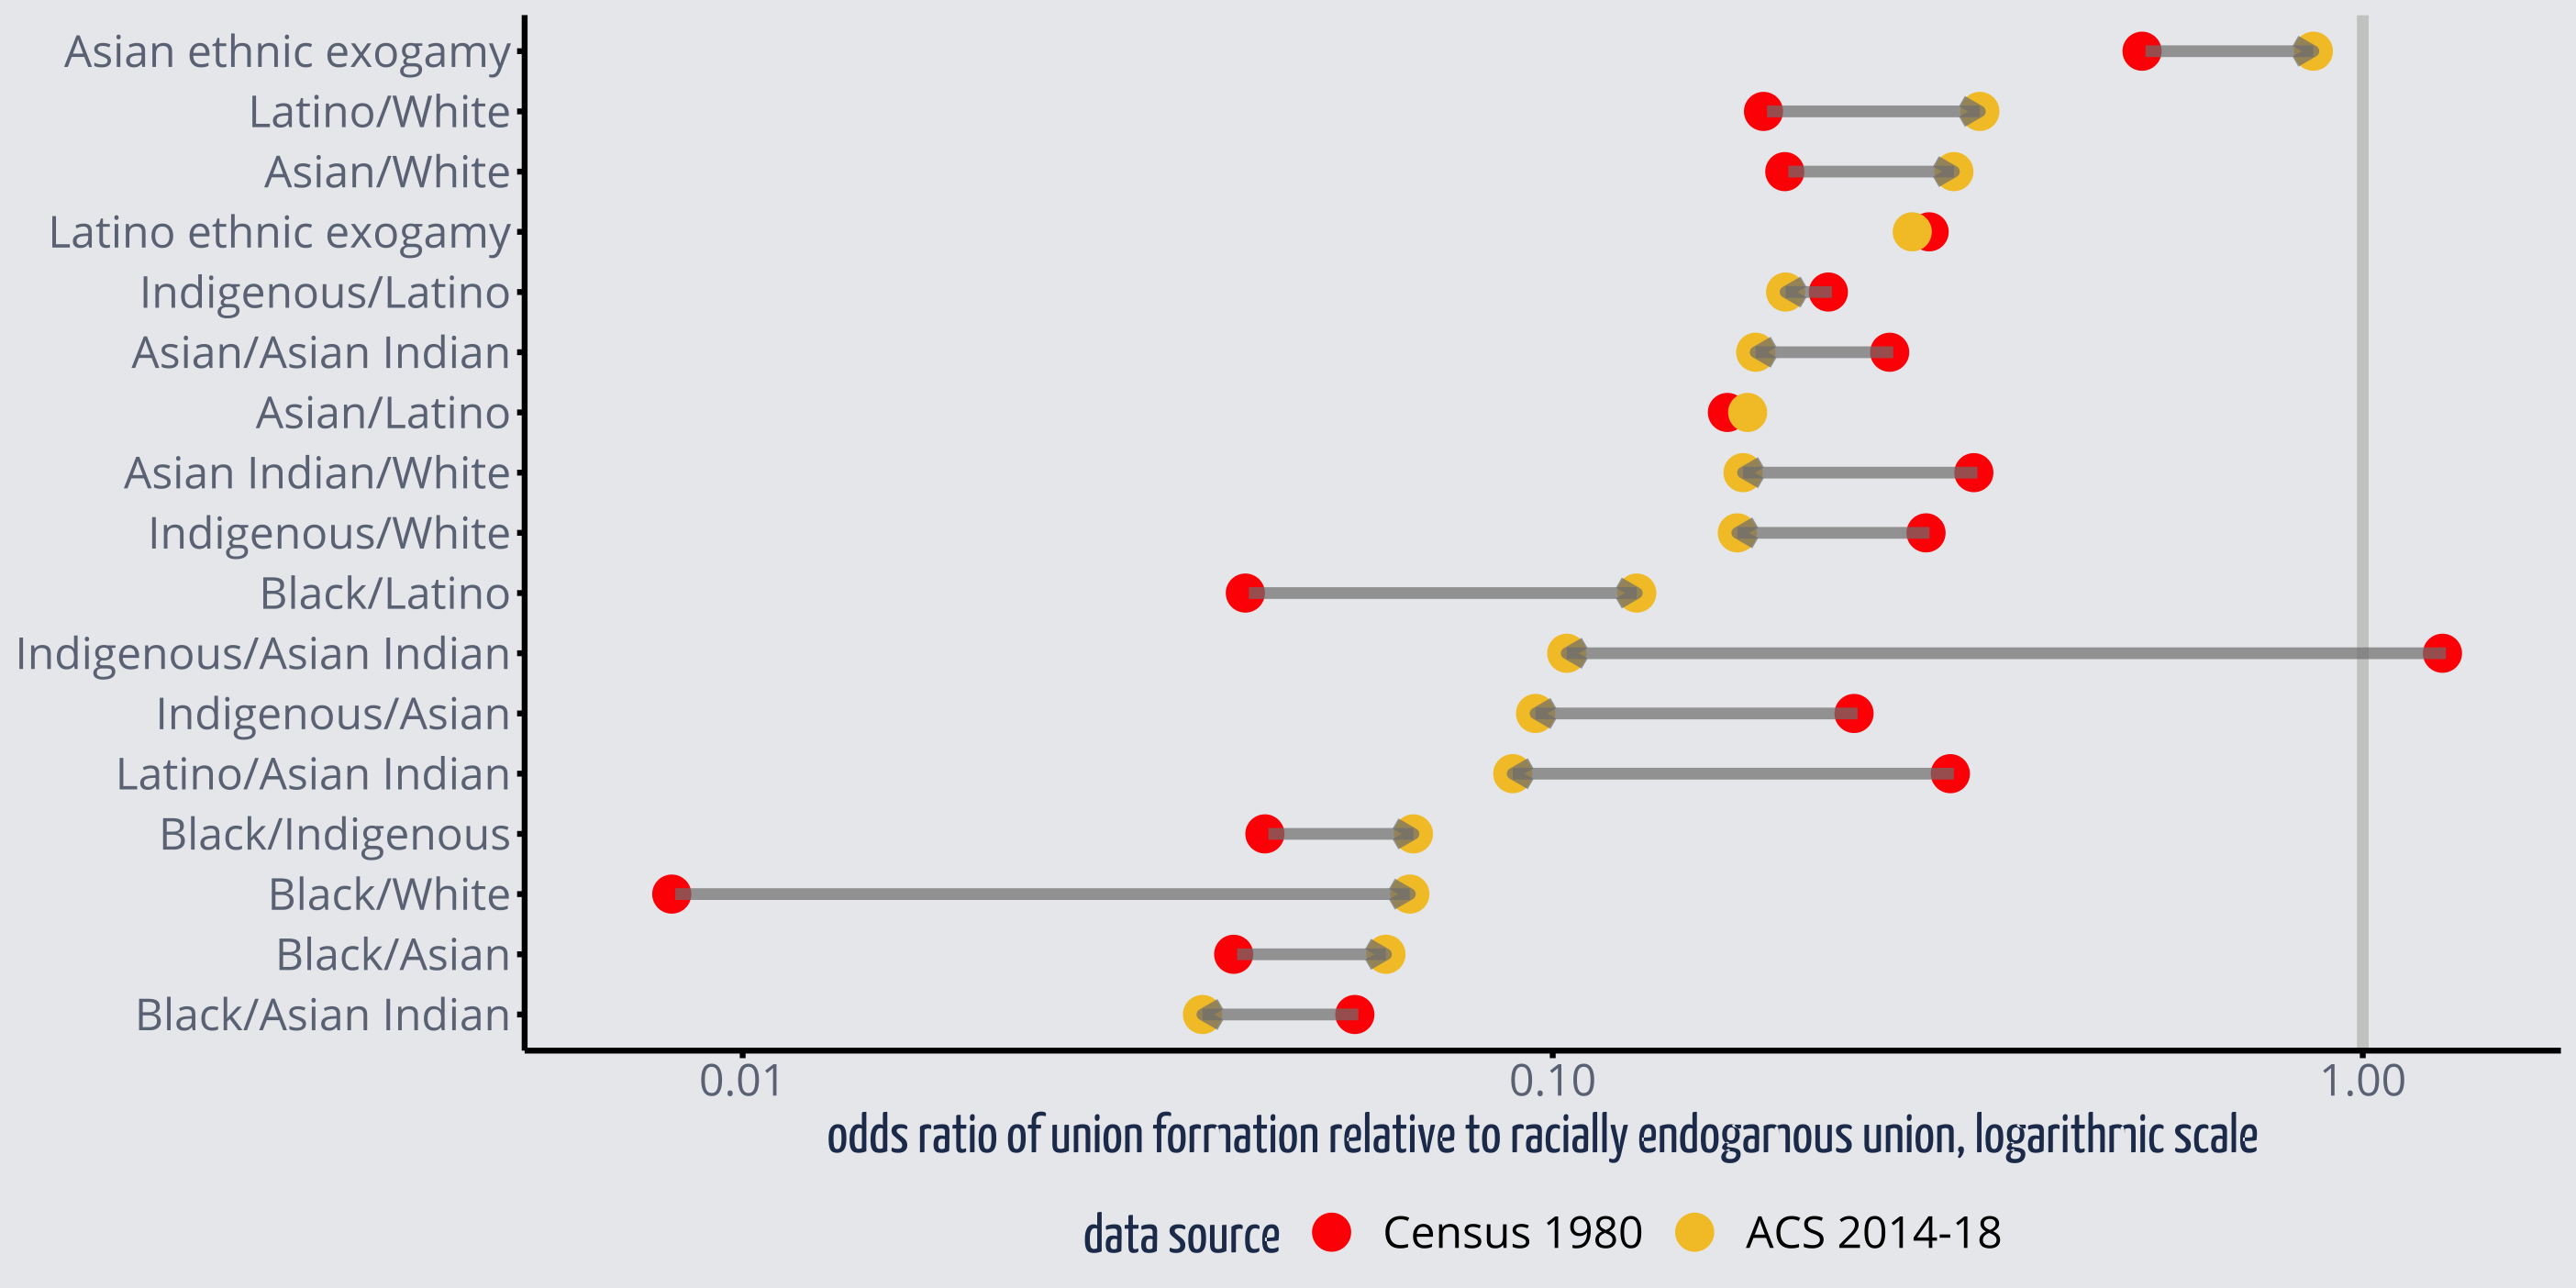 Asian ethnic exogamy
Latino/White
Asian/White
Latino ethnic exogamy
Indigenous/Latino
Asian/Asian Indian
Asian/Latino
Asian Indian/White
Indigenous/White
Black/Latino
Indigenous/Asian Indian
Indigenous/Asian
Latino/Asian Indian
Black/Indigenous
Black/White
Black/Asian
Black/Asian Indian
0.01 0.10 1.00
odds ratio of union formation relative to racially endogamous union, logarithmic scale
data source Census 1980 ACS 2014-18